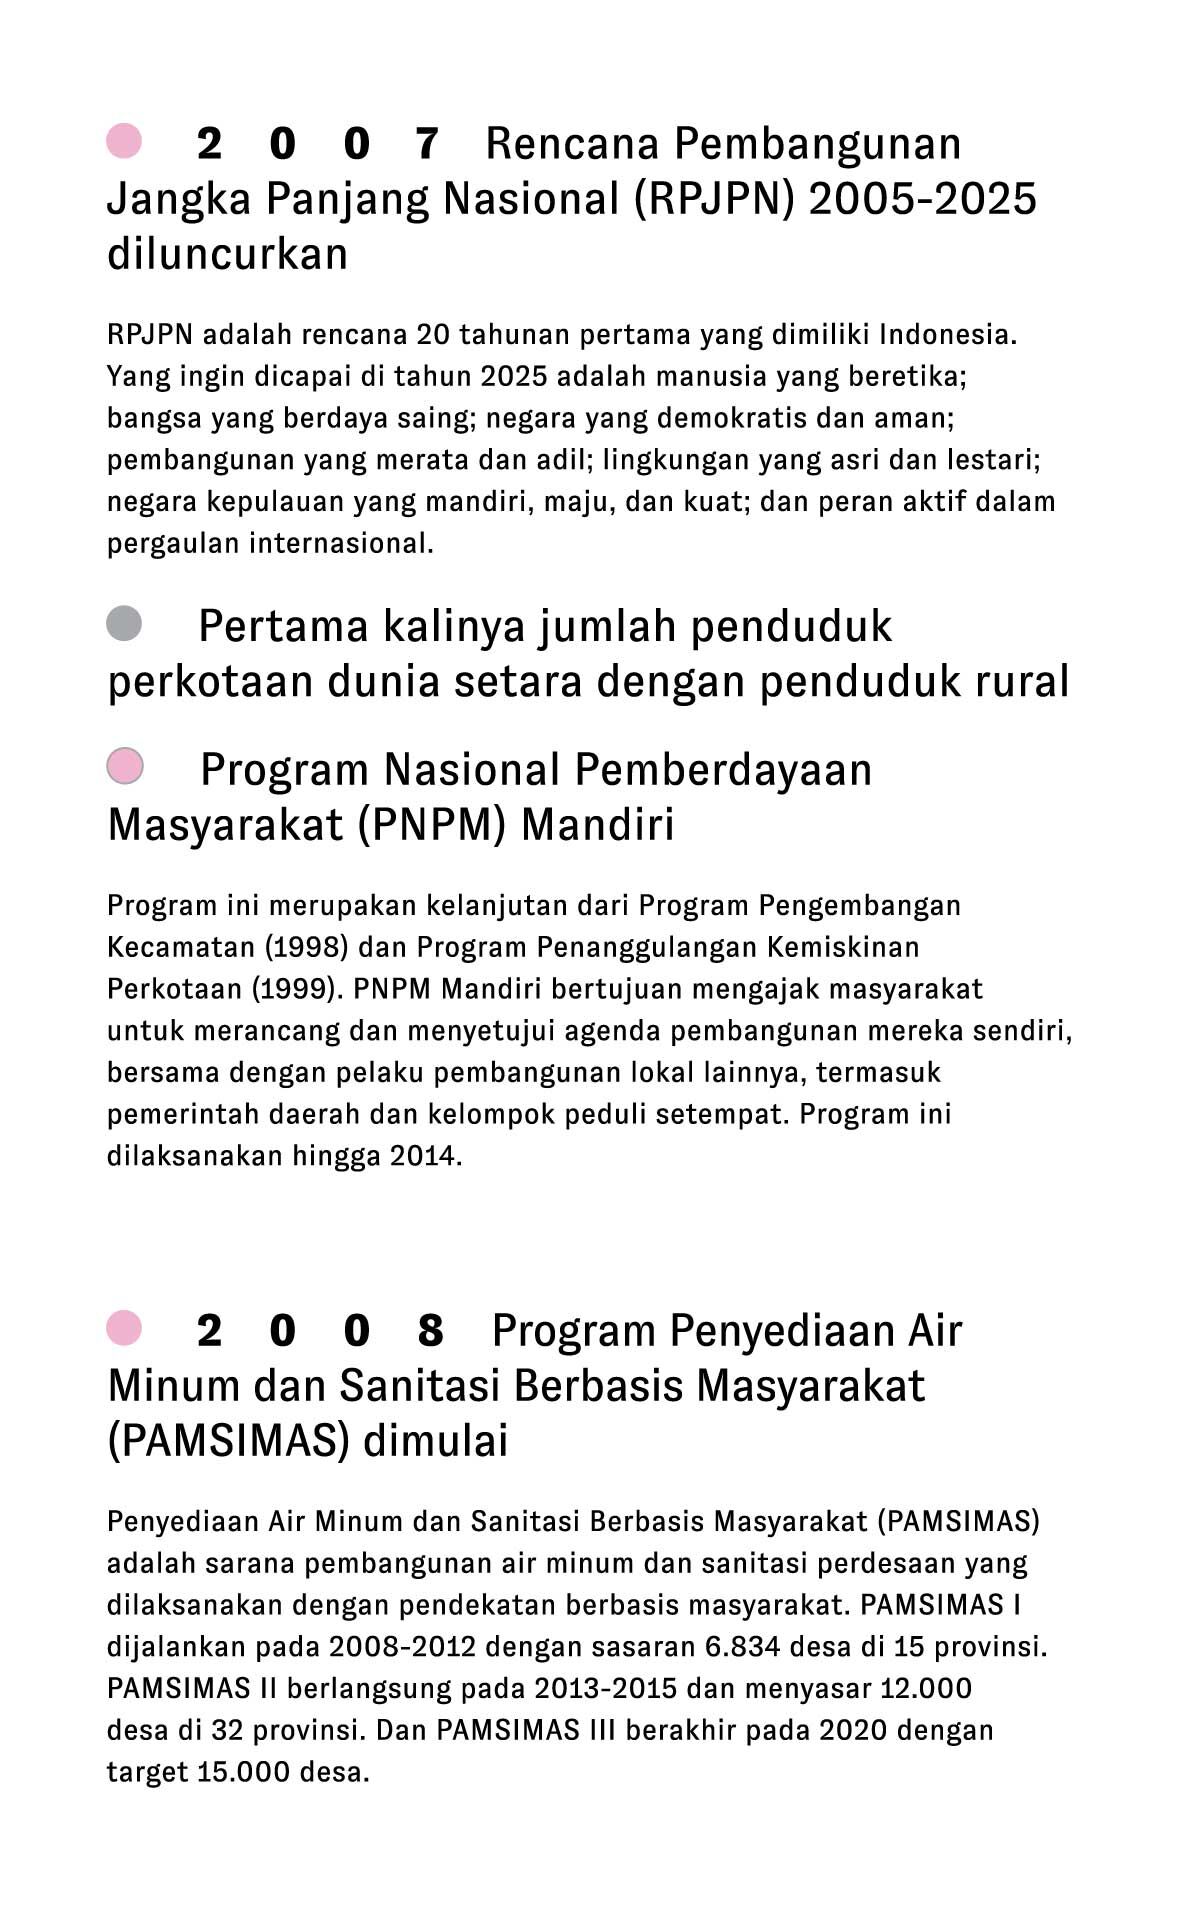 2 0 0 7 Rencana Pembangunan
Jangka Panjang Nasional (RPJPN) 2005-2025
diluncurkan
RPJPN adalah rencana 20 tahunan pertama yang dimiliki Indonesia.
Yang ingin dicapai di tahun 2025 adalah manusia yang beretika;
bangsa yang berdaya saing; negara yang demokratis dan aman;
pembangunan yang merata dan adil; lingkungan yang asri dan lestari;
negara kepulauan yang mandiri, maju, dan kuat; dan peran aktif dalam
pergaulan internasional.
Pertama kalinya jumlah penduduk
perkotaan dunia setara dengan penduduk rural
Program Nasional Pemberdayaan
Masyarakat (PNPM) Mandiri
Program ini merupakan kelanjutan dari Program Pengembangan
Kecamatan (1998) dan Program Penanggulangan Kemiskinan
Perkotaan (1999). PNPM Mandiri bertujuan mengajak masyarakat
untuk merancang dan menyetujui agenda pembangunan mereka sendiri,
bersama dengan pelaku pembangunan lokal lainnya, termasuk
pemerintah daerah dan kelompok peduli setempat. Program ini
dilaksanakan hingga 2014.
2 0 0 8 Program Penyediaan Air
Minum dan Sanitasi Berbasis Masyarakat
(PAMSIMAS) dimulai
Penyediaan Air Minum dan Sanitasi Berbasis Masyarakat (PAMSIMAS)
adalah sarana pembangunan air minum dan sanitasi perdesaan yang
dilaksanakan dengan pendekatan berbasis masyarakat. PAMSIMAS I
dijalankan pada 2008-2012 dengan sasaran 6.834 desa di 15 provinsi.
PAMSIMAS II berlangsung pada 2013-2015 dan menyasar 12.000
desa di 32 provinsi. Dan PAMSIMAS III berakhir pada 2020 dengan
target 15.000 desa.